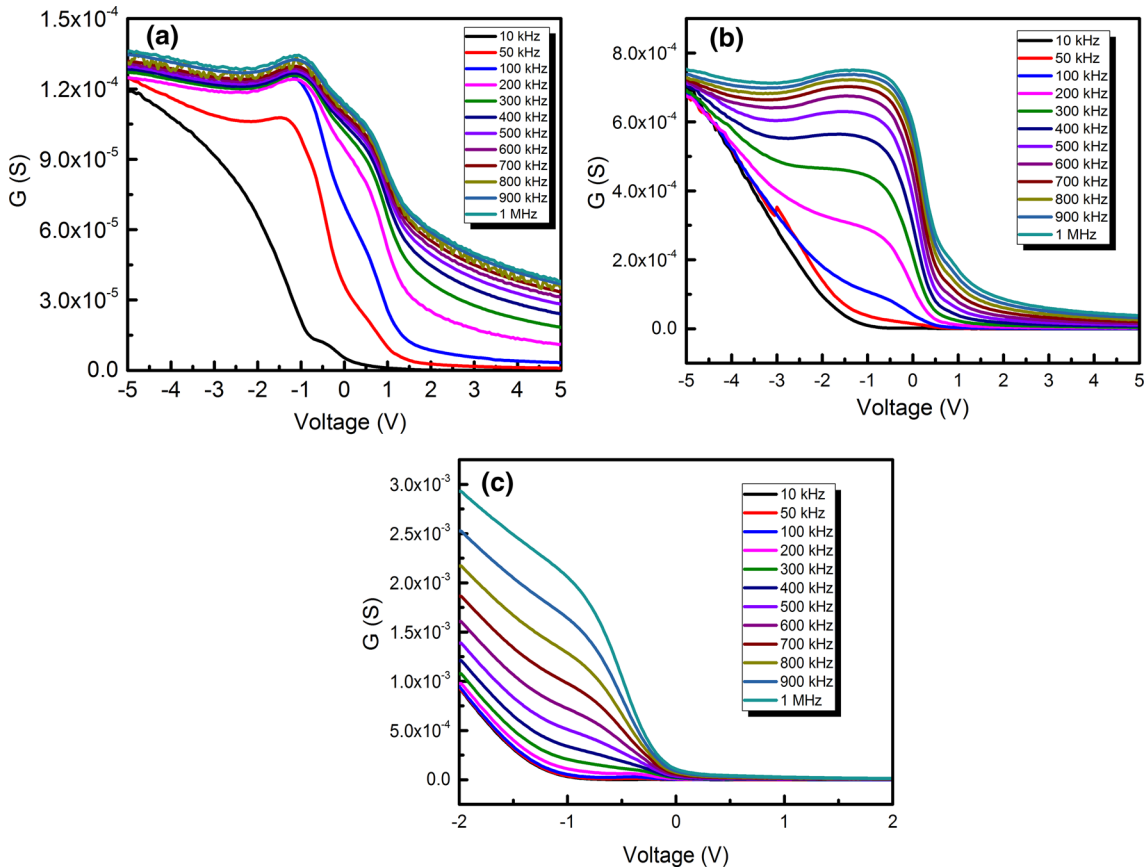 (a)
1.5x10⁻⁴
1.2x10⁻⁴
9.0x10⁻⁵
6.0x10⁻⁵
3.0x10⁻⁵
0.0
G (S)
-5 -4 -3 -2 -1 0 1 2 3 4 5
Voltage (V)
10 kHz
50 kHz
100 kHz
200 kHz
300 kHz
400 kHz
500 kHz
600 kHz
700 kHz
800 kHz
900 kHz
1 MHz
(b)
8.0x10⁻⁴
6.0x10⁻⁴
4.0x10⁻⁴
2.0x10⁻⁴
0.0
G (S)
-5 -4 -3 -2 -1 0 1 2 3 4 5
Voltage (V)
10 kHz
50 kHz
100 kHz
200 kHz
300 kHz
400 kHz
500 kHz
600 kHz
700 kHz
800 kHz
900 kHz
1 MHz
(c)
3.0x10⁻³
2.5x10⁻³
2.0x10⁻³
1.5x10⁻³
1.0x10⁻³
5.0x10⁻⁴
0.0
G (S)
-2 -1 0 1 2
Voltage (V)
10 kHz
50 kHz
100 kHz
200 kHz
300 kHz
400 kHz
500 kHz
600 kHz
700 kHz
800 kHz
900 kHz
1 MHz